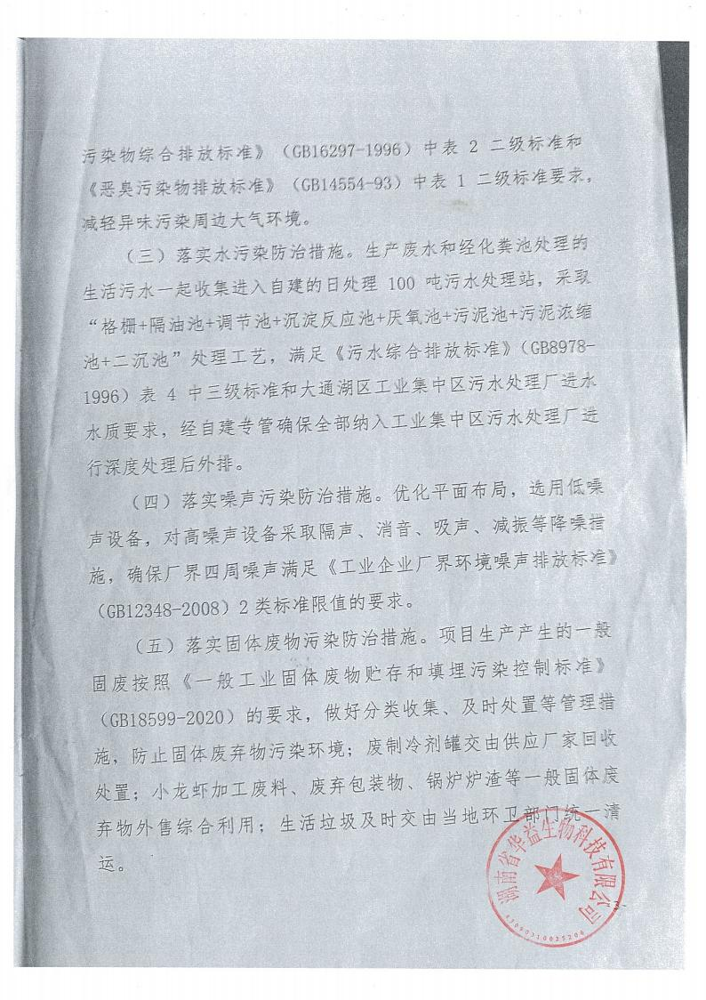 污染物综合排放标准》（GB16297-1996）中表 2 二级标准和
《恶臭污染物排放标准》（GB14554-93）中表 1 二级标准要求，
减轻异味污染周边大气环境。
（三）落实水污染防治措施。生产废水和经化粪池处理的
生活污水一起收集进入自建的日处理 100 吨污水处理站，采取
“格栅+隔油池+调节池+沉淀反应池+厌氧池+污泥池+污泥浓缩
池+二沉池”处理工艺，满足《污水综合排放标准》（GB8978-
1996）表 4 中三级标准和大通湖区工业集中区污水处理厂进水
水质要求，经自建专管确保全部纳入工业集中区污水处理厂进
行深度处理后外排。
（四）落实噪声污染防治措施。优化平面布局，选用低噪
声设备，对高噪声设备采取隔声、消音、吸声、减振等降噪措
施，确保厂界四周噪声满足《工业企业厂界环境噪声排放标准》
（GB12348-2008）2 类标准限值的要求。
（五）落实固体废物污染防治措施。项目生产产生的一般
固废按照《一般工业固体废物贮存和填埋污染控制标准》
（GB18599-2020）的要求，做好分类收集、及时处置等管理措
施，防止固体废弃物污染环境；废制冷剂罐交由供应厂家回收
处置；小龙虾加工废料、废弃包装物、锅炉炉渣等一般固体废
弃物外售综合利用；生活垃圾及时交由当地环卫部门统一清
运。
湖南省华益生物科技有限公司
43090310025206
3-